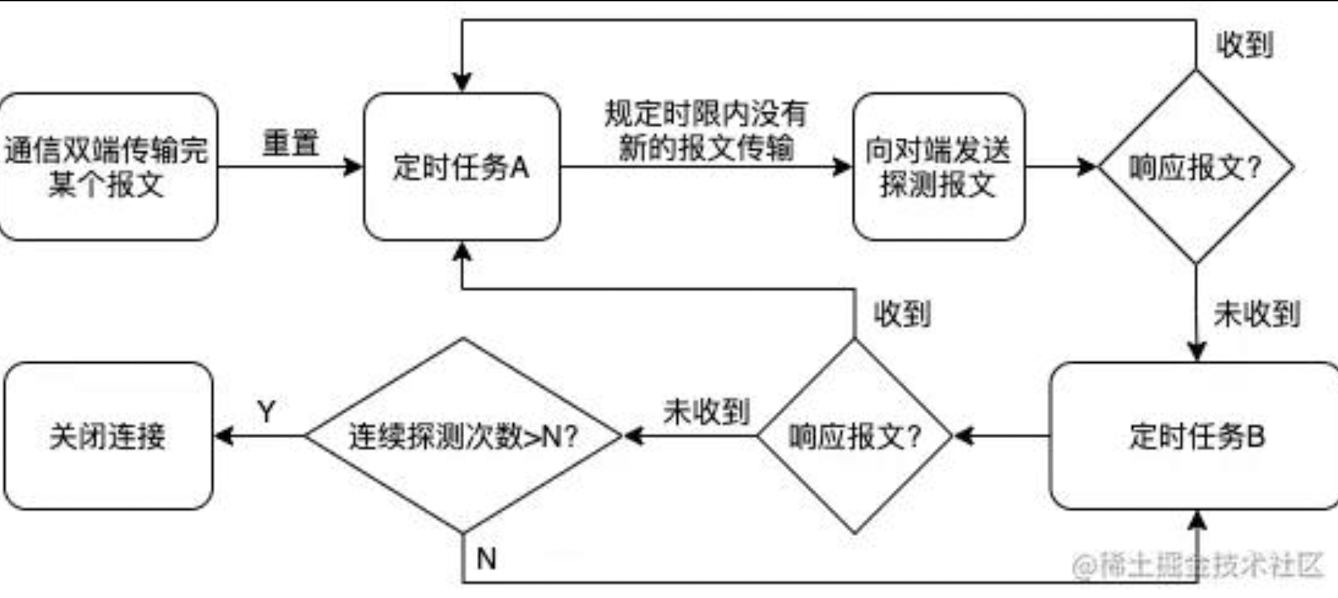 收到
通信双端传输完
某个报文
重置
定时任务A
规定时限内没有
新的报文传输
向对端发送
探测报文
响应报文?
收到
未收到
关闭连接
Y
连续探测次数>N?
未收到
响应报文?
定时任务B
N
@稀土掘金技术社区